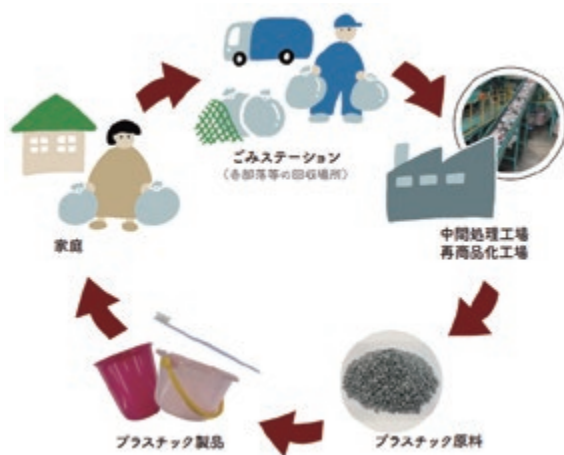 ごみステーション
（各部落等の回収場所）
家庭
中間処理工場
再商品化工場
プラスチック製品
プラスチック原料